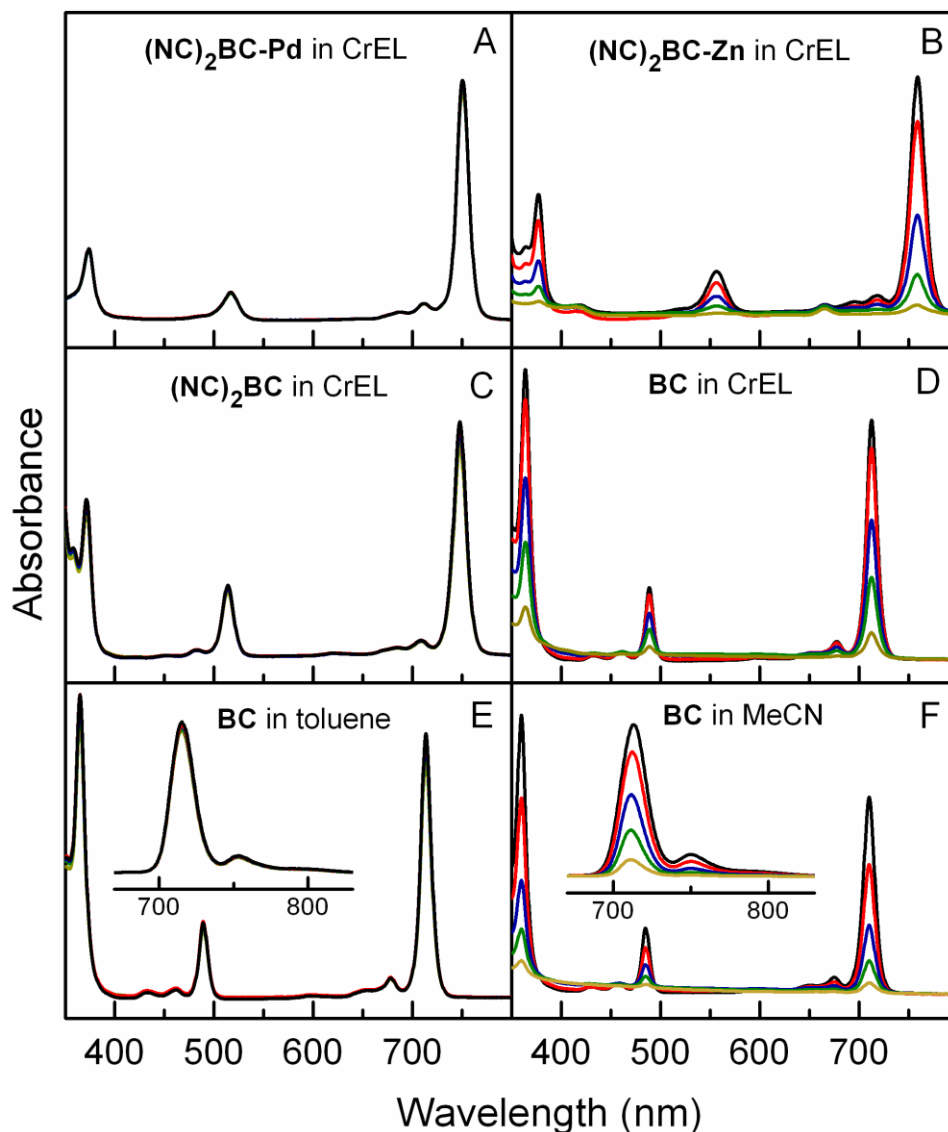 (NC)2BC-Pd in CrEL A
(NC)2BC-Zn in CrEL B
(NC)2BC in CrEL C
BC in CrEL D
BC in toluene E
700 800
BC in MeCN F
700 800
Absorbance
400 500 600 700 400 500 600 700
Wavelength (nm)